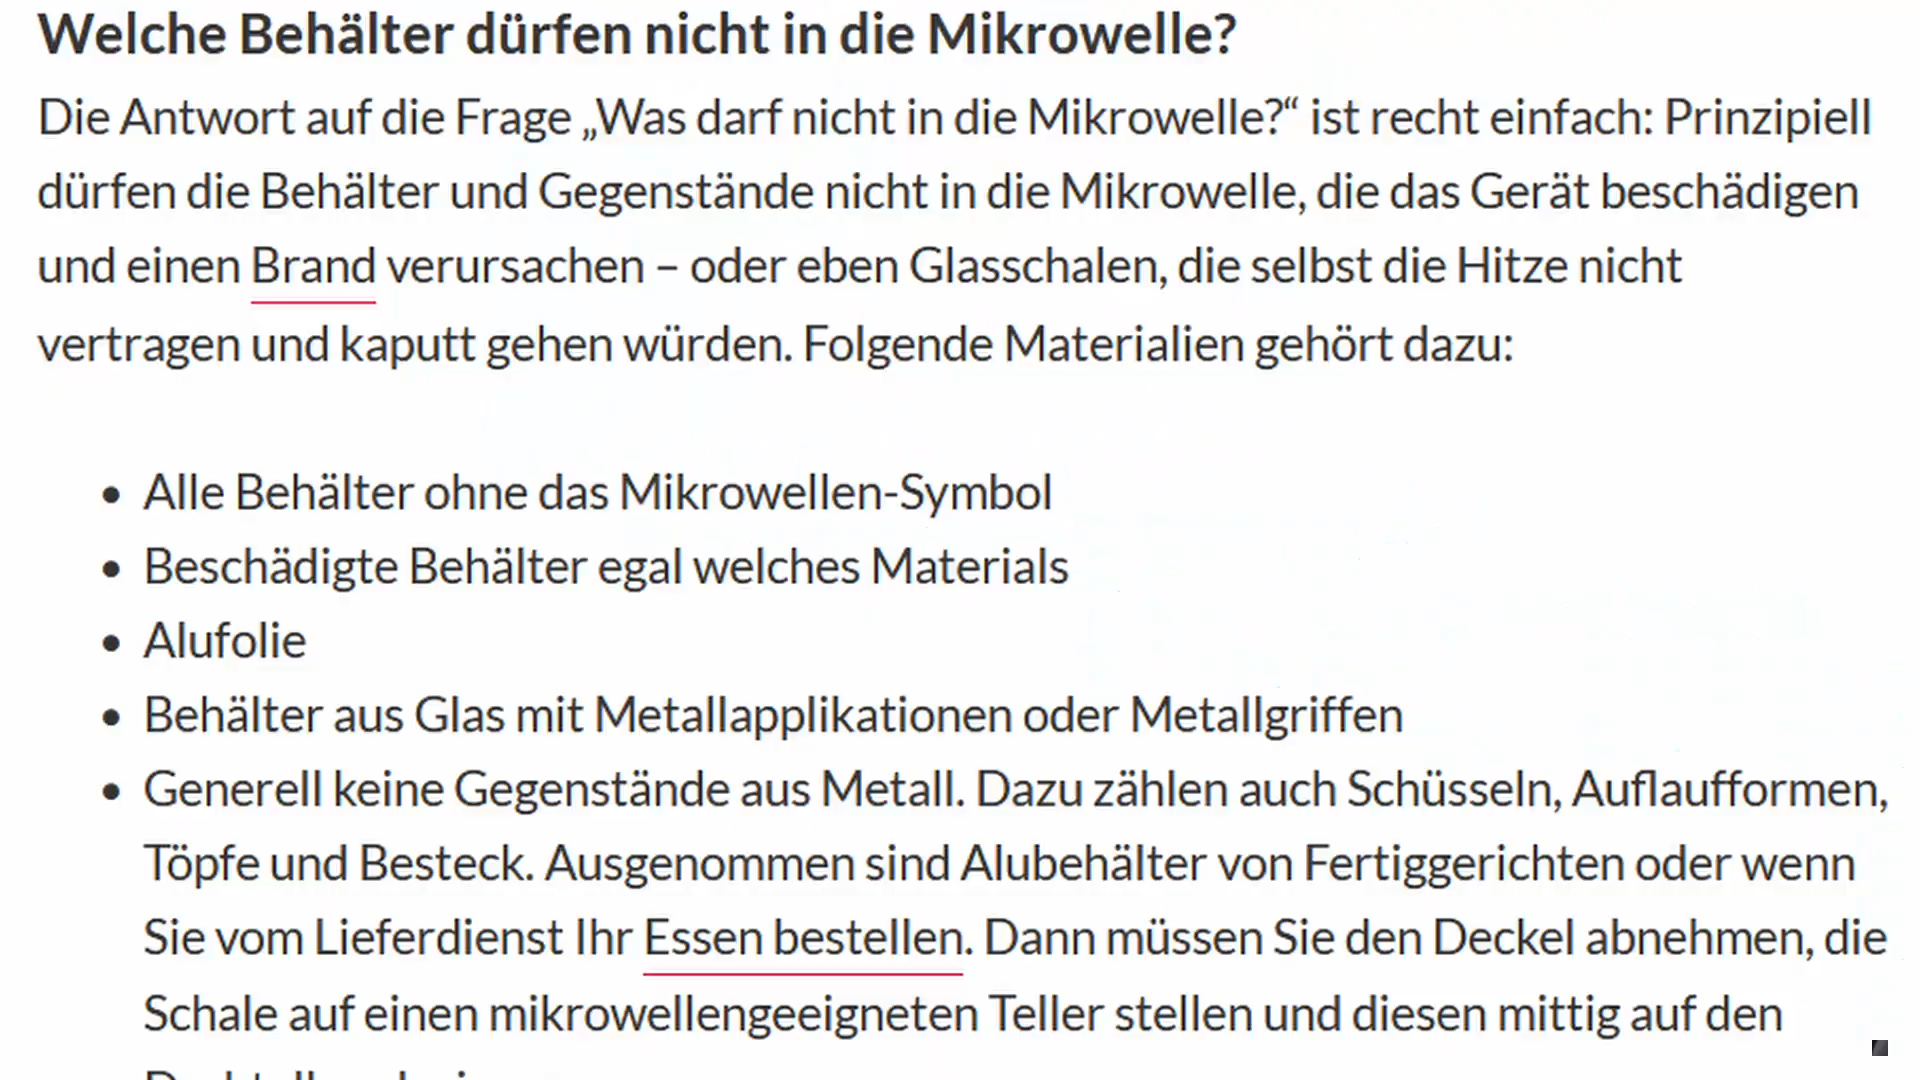 Welche Behälter dürfen nicht in die Mikrowelle?
Die Antwort auf die Frage „Was darf nicht in die Mikrowelle?“ ist recht einfach: Prinzipiell
dürfen die Behälter und Gegenstände nicht in die Mikrowelle, die das Gerät beschädigen
und einen Brand verursachen – oder eben Glasschalen, die selbst die Hitze nicht
vertragen und kaputt gehen würden. Folgende Materialien gehört dazu:
• Alle Behälter ohne das Mikrowellen-Symbol
• Beschädigte Behälter egal welches Materials
• Alufolie
• Behälter aus Glas mit Metallapplikationen oder Metallgriffen
• Generell keine Gegenstände aus Metall. Dazu zählen auch Schüsseln, Auflaufformen,
Töpfe und Besteck. Ausgenommen sind Alubehälter von Fertiggerichten oder wenn
Sie vom Lieferdienst Ihr Essen bestellen. Dann müssen Sie den Deckel abnehmen, die
Schale auf einen mikrowellengeeigneten Teller stellen und diesen mittig auf den